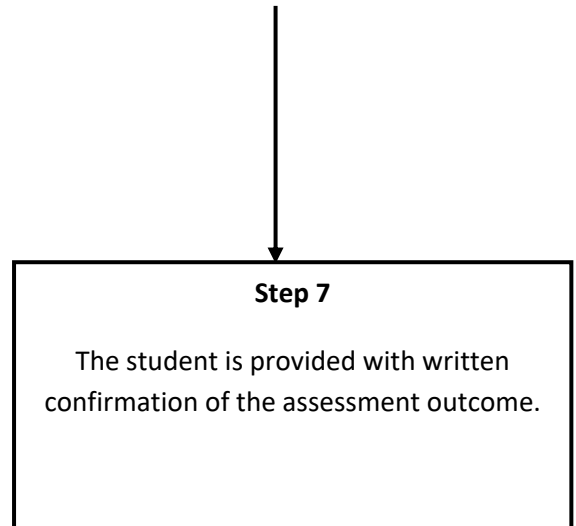 Step 7
The student is provided with written
confirmation of the assessment outcome.